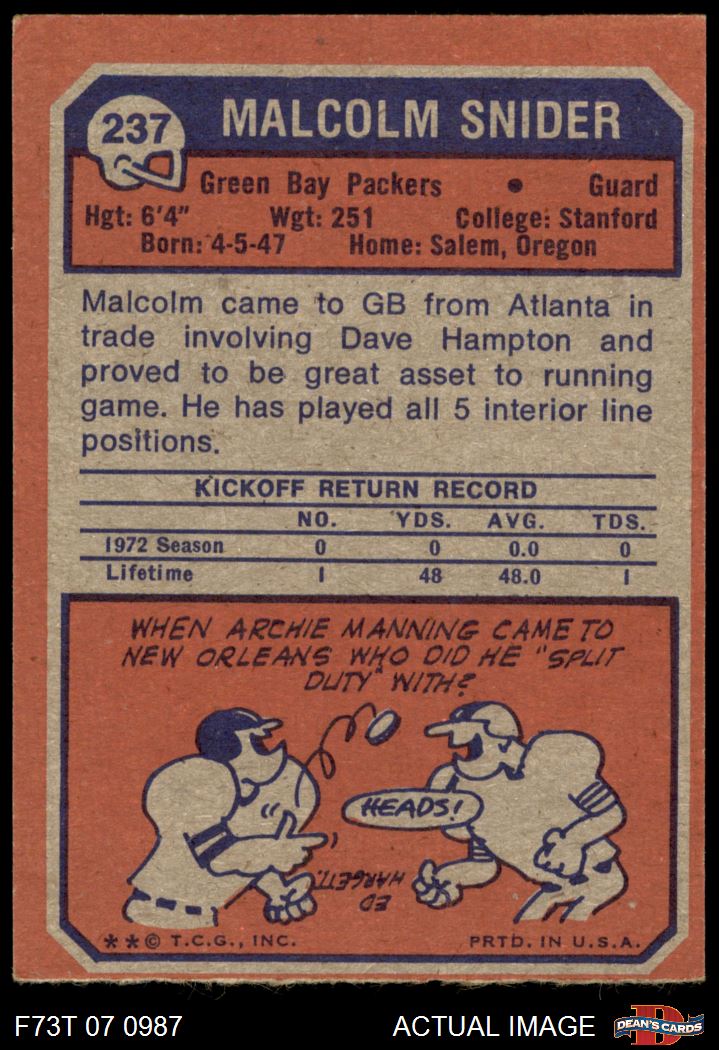 237
MALCOLM SNIDER
Green Bay Packers • Guard
Hgt: 6'4" Wgt: 251 College: Stanford
Born: 4-5-47 Home: Salem, Oregon
Malcolm came to GB from Atlanta in
trade involving Dave Hampton and
proved to be great asset to running
game. He has played all 5 interior line
positions.
KICKOFF RETURN RECORD
NO. YDS. AVG. TDS.
1972 Season 0 0 0.0 0
Lifetime 1 48 48.0 1
WHEN ARCHIE MANNING CAME TO
NEW ORLEANS WHO DID HE "SPLIT
DUTY" WITH?
HEADS!
ED
HARGETT.
**© T.C.G., INC. PRTD. IN U.S.A.
F73T 07 0987 ACTUAL IMAGE
D
DEAN'S CARDS